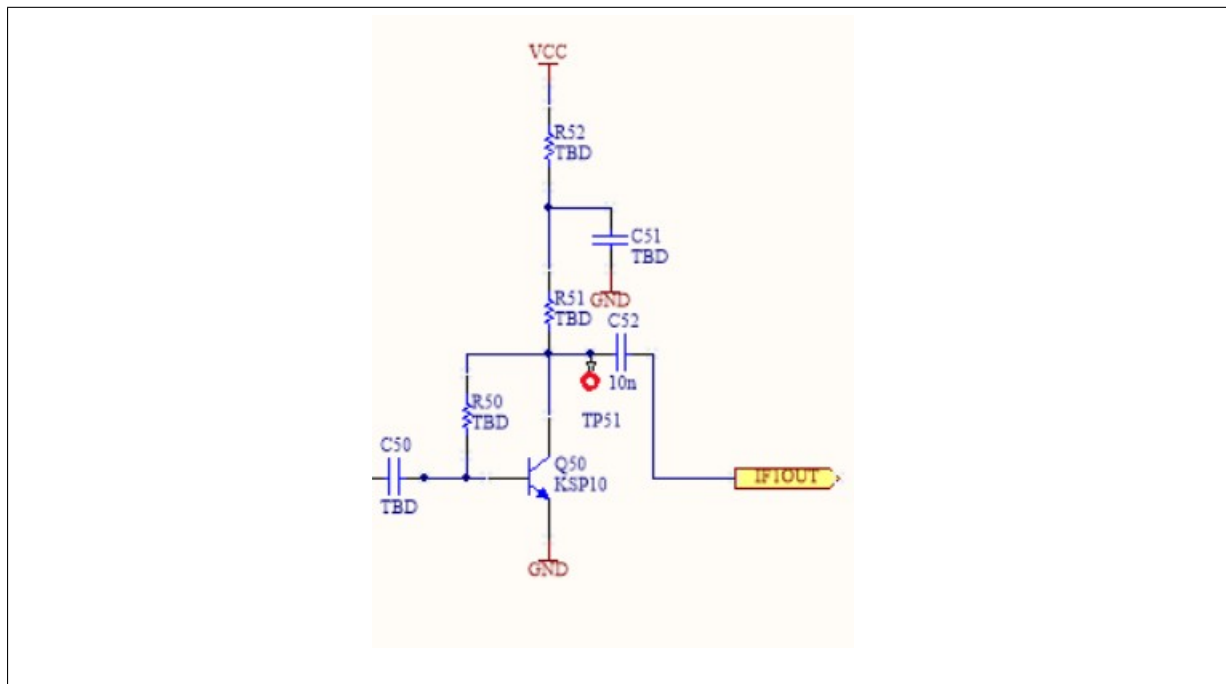 VCC
R52
TBD
C51
TBD
R51
TBD
GND
C52
10n
TP51
R50
TBD
C50
TBD
Q50
KSP10
IF1OUT
GND